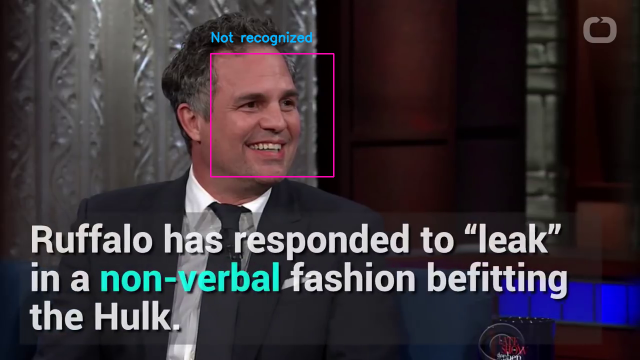 Not recognized
Ruffalo has responded to “leak”
in a non-verbal fashion befitting
the Hulk.